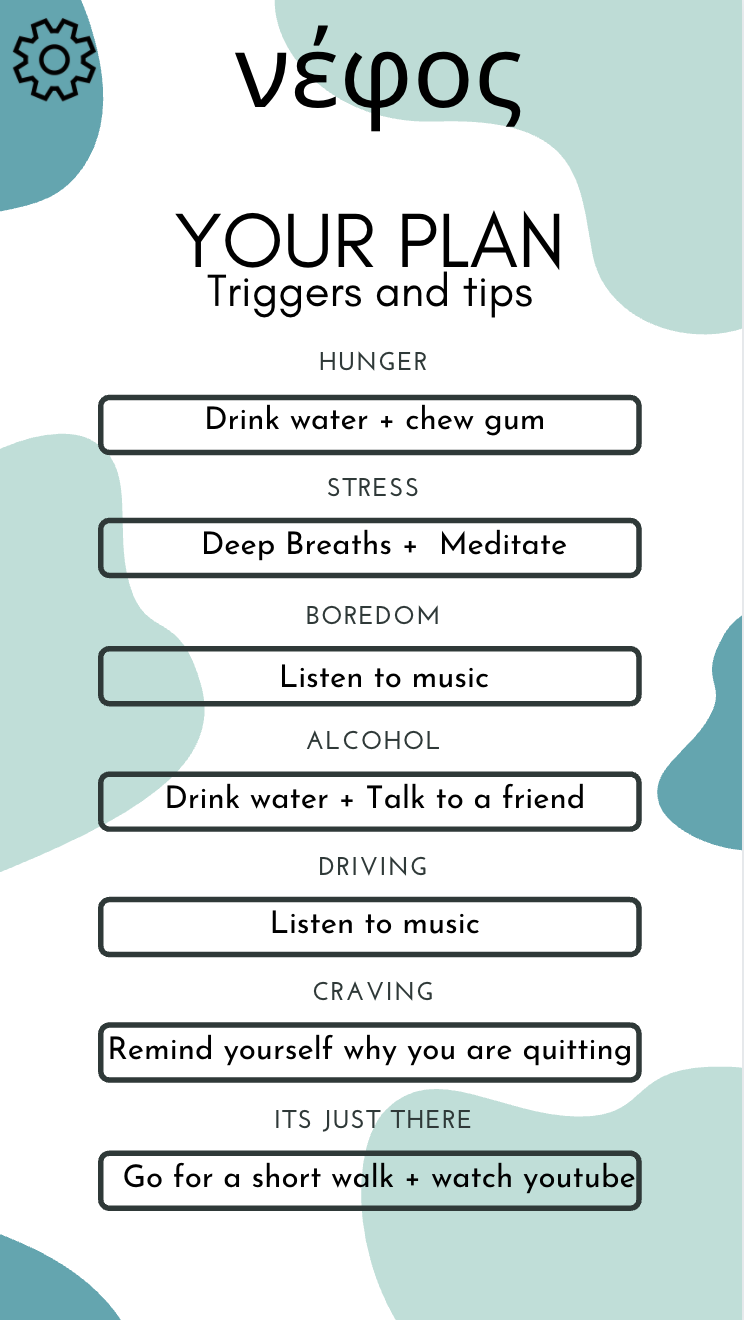 νέφος
YOUR PLAN
Triggers and tips
HUNGER
Drink water + chew gum
STRESS
Deep Breaths + Meditate
BOREDOM
Listen to music
ALCOHOL
Drink water + Talk to a friend
DRIVING
Listen to music
CRAVING
Remind yourself why you are quitting
ITS JUST THERE
Go for a short walk + watch youtube